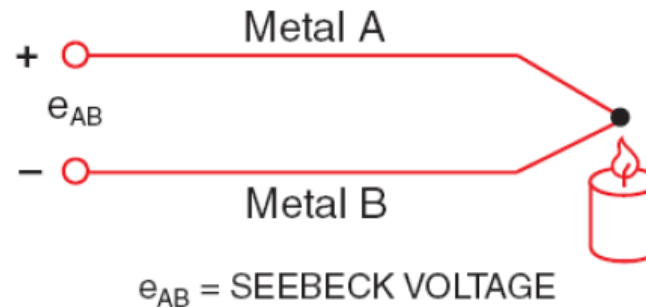 Metal A
+
eAB
−
Metal B
eAB = SEEBECK VOLTAGE